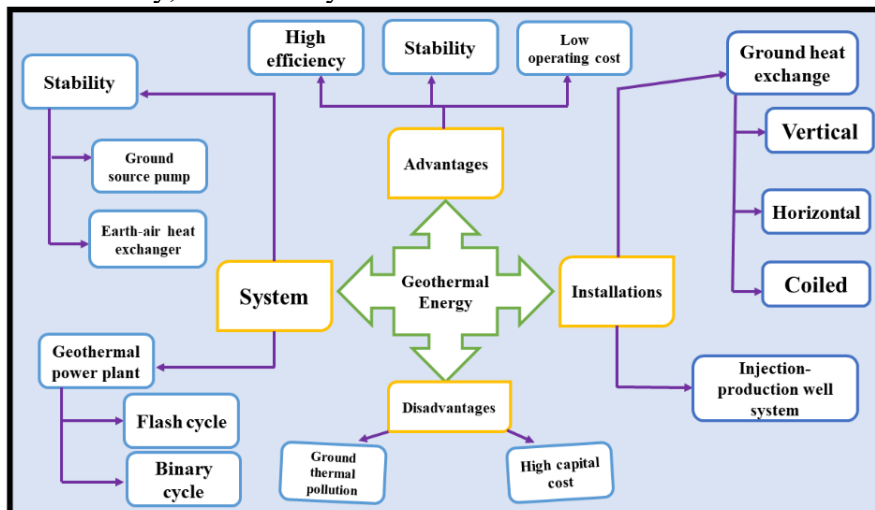 High
efficiency
Stability
Low
operating cost
Ground heat
exchange
Stability
Vertical
Ground
source pump
Advantages
Horizontal
Earth-air heat
exchanger
System
Geothermal
Energy
Installations
Coiled
Geothermal
power plant
Injection-
production well
system
Disadvantages
Flash cycle
Ground
thermal
pollution
High capital
cost
Binary
cycle